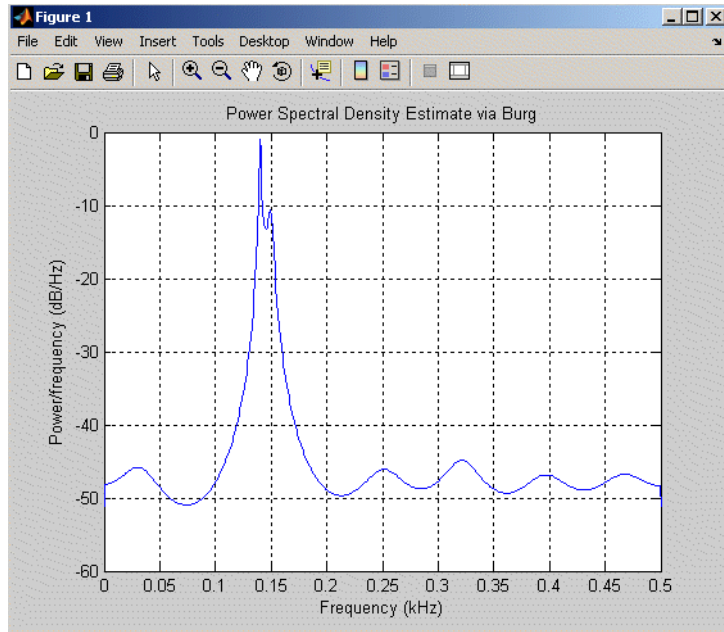 Figure 1
File Edit View Insert Tools Desktop Window Help
Power Spectral Density Estimate via Burg
0
-10
-20
-30
-40
-50
-60
Power/frequency (dB/Hz)
0 0.05 0.1 0.15 0.2 0.25 0.3 0.35 0.4 0.45 0.5
Frequency (kHz)